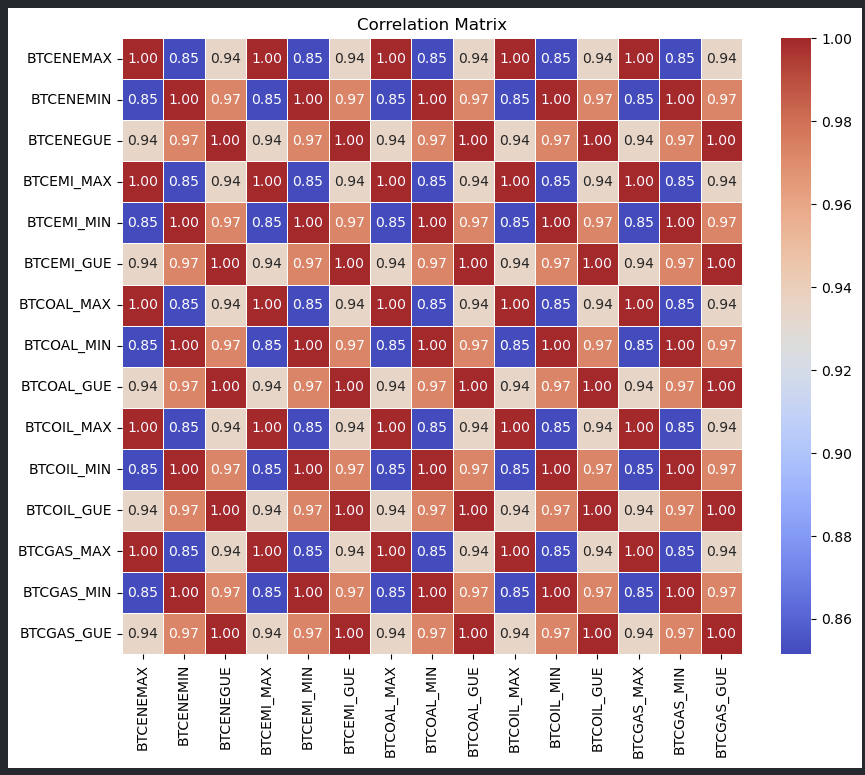 Correlation Matrix
BTCENEMAX 1.00 0.85 0.94 1.00 0.85 0.94 1.00 0.85 0.94 1.00 0.85 0.94 1.00 0.85 0.94
BTCENEMIN 0.85 1.00 0.97 0.85 1.00 0.97 0.85 1.00 0.97 0.85 1.00 0.97 0.85 1.00 0.97
BTCENEGUE 0.94 0.97 1.00 0.94 0.97 1.00 0.94 0.97 1.00 0.94 0.97 1.00 0.94 0.97 1.00
BTCEMI_MAX 1.00 0.85 0.94 1.00 0.85 0.94 1.00 0.85 0.94 1.00 0.85 0.94 1.00 0.85 0.94
BTCEMI_MIN 0.85 1.00 0.97 0.85 1.00 0.97 0.85 1.00 0.97 0.85 1.00 0.97 0.85 1.00 0.97
BTCEMI_GUE 0.94 0.97 1.00 0.94 0.97 1.00 0.94 0.97 1.00 0.94 0.97 1.00 0.94 0.97 1.00
BTCOAL_MAX 1.00 0.85 0.94 1.00 0.85 0.94 1.00 0.85 0.94 1.00 0.85 0.94 1.00 0.85 0.94
BTCOAL_MIN 0.85 1.00 0.97 0.85 1.00 0.97 0.85 1.00 0.97 0.85 1.00 0.97 0.85 1.00 0.97
BTCOAL_GUE 0.94 0.97 1.00 0.94 0.97 1.00 0.94 0.97 1.00 0.94 0.97 1.00 0.94 0.97 1.00
BTCOIL_MAX 1.00 0.85 0.94 1.00 0.85 0.94 1.00 0.85 0.94 1.00 0.85 0.94 1.00 0.85 0.94
BTCOIL_MIN 0.85 1.00 0.97 0.85 1.00 0.97 0.85 1.00 0.97 0.85 1.00 0.97 0.85 1.00 0.97
BTCOIL_GUE 0.94 0.97 1.00 0.94 0.97 1.00 0.94 0.97 1.00 0.94 0.97 1.00 0.94 0.97 1.00
BTCGAS_MAX 1.00 0.85 0.94 1.00 0.85 0.94 1.00 0.85 0.94 1.00 0.85 0.94 1.00 0.85 0.94
BTCGAS_MIN 0.85 1.00 0.97 0.85 1.00 0.97 0.85 1.00 0.97 0.85 1.00 0.97 0.85 1.00 0.97
BTCGAS_GUE 0.94 0.97 1.00 0.94 0.97 1.00 0.94 0.97 1.00 0.94 0.97 1.00 0.94 0.97 1.00
BTCENEMAX
BTCENEMIN
BTCENEGUE
BTCEMI_MAX
BTCEMI_MIN
BTCEMI_GUE
BTCOAL_MAX
BTCOAL_MIN
BTCOAL_GUE
BTCOIL_MAX
BTCOIL_MIN
BTCOIL_GUE
BTCGAS_MAX
BTCGAS_MIN
BTCGAS_GUE
1.00
0.98
0.96
0.94
0.92
0.90
0.88
0.86